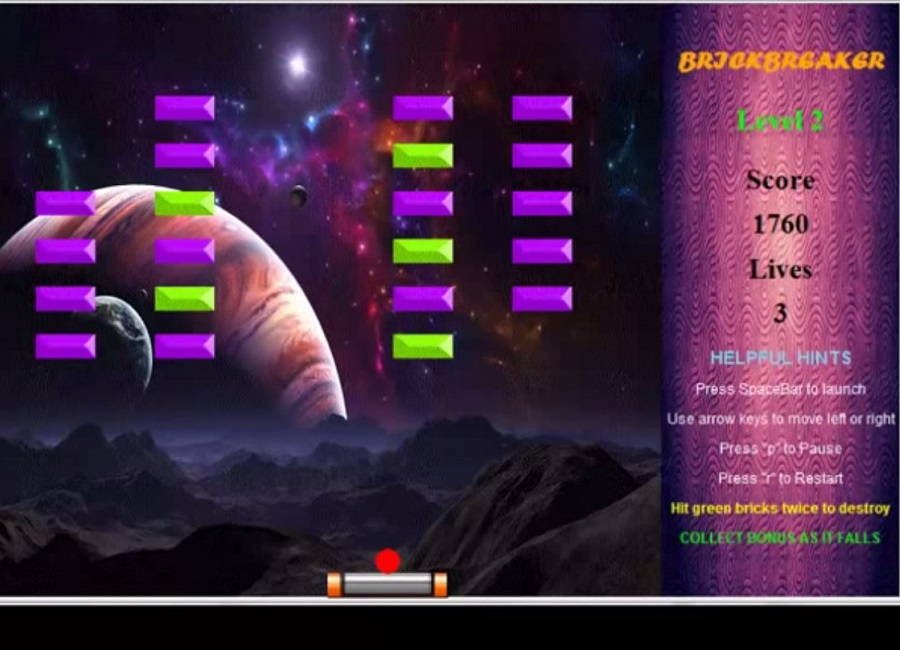 BRICKBREAKER
Level 2
Score
1760
Lives
3
HELPFUL HINTS
Press SpaceBar to launch
Use arrow keys to move left or right
Press "p" to Pause
Press "r" to Restart
Hit green bricks twice to destroy
COLLECT BONUS AS IT FALLS